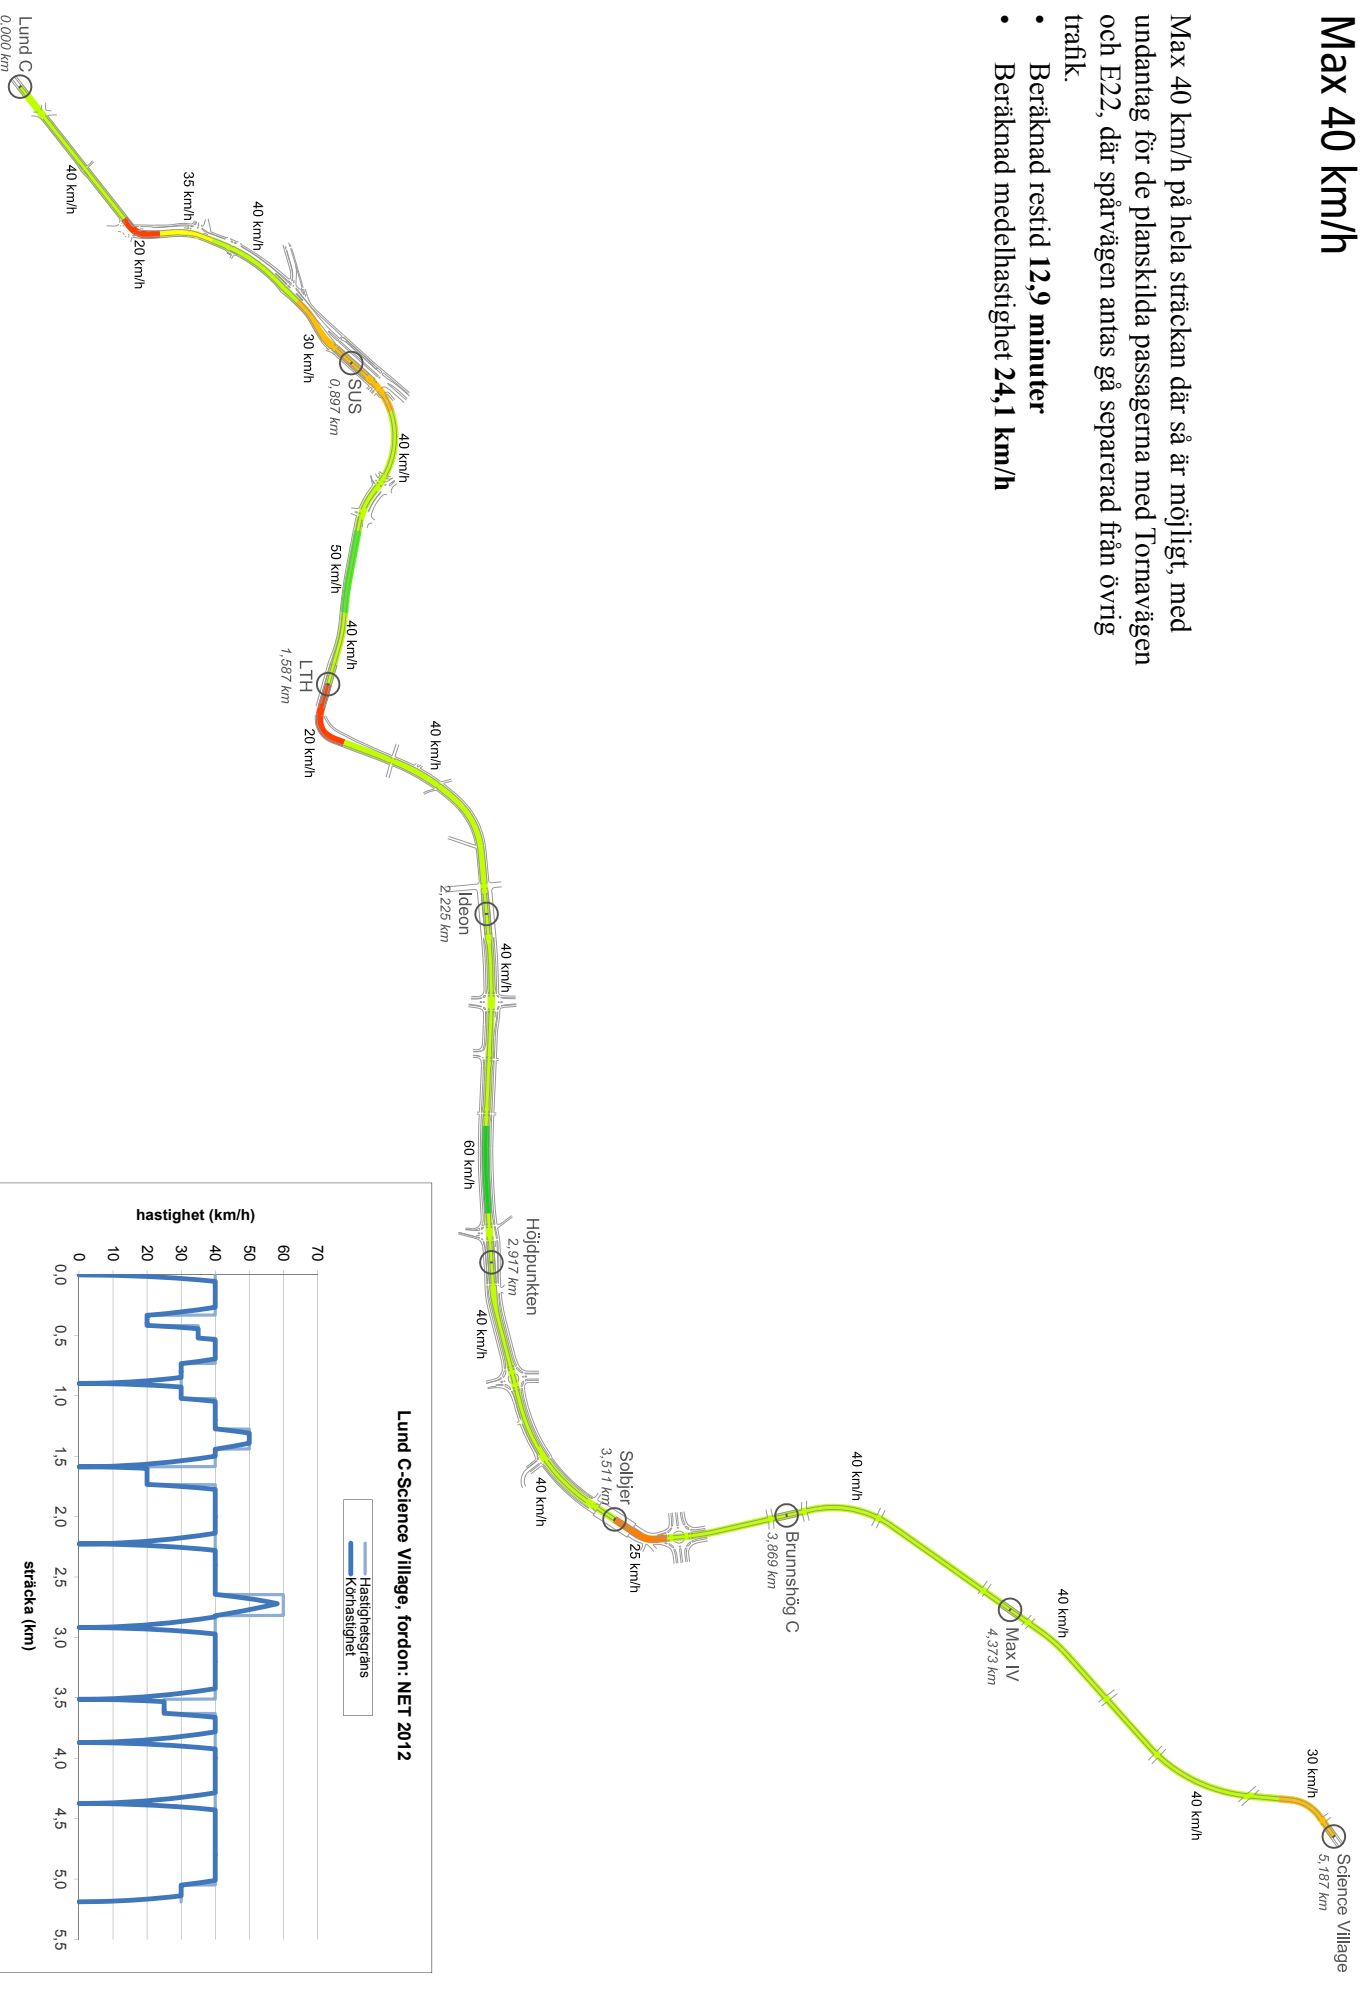 Max 40 km/h
Max 40 km/h på hela sträckan där så är möjligt, med
undantag för de planskilda passagerna med Tornavägen
och E22, där spårvägen antas gå separerad från övrig
trafik.
• Beräknad restid 12,9 minuter
• Beräknad medelhastighet 24,1 km/h
Lund C
0,000 km
40 km/h
20 km/h
35 km/h
40 km/h
30 km/h
SUS
0,897 km
40 km/h
50 km/h
40 km/h
LTH
1,587 km
20 km/h
40 km/h
Ideon
2,225 km
40 km/h
60 km/h
Höjdpunkten
2,917 km
40 km/h
40 km/h
Solbjer
3,511 km
25 km/h
Brunnshög C
3,869 km
40 km/h
Max IV
4,373 km
40 km/h
40 km/h
30 km/h
Science Village
5,187 km
Lund C-Science Village, fordon: NET 2012
Hastighetsgräns
Körhastighet
hastighet (km/h)
70
60
50
40
30
20
10
0
0,0
0,5
1,0
1,5
2,0
2,5
3,0
3,5
4,0
4,5
5,0
5,5
sträcka (km)